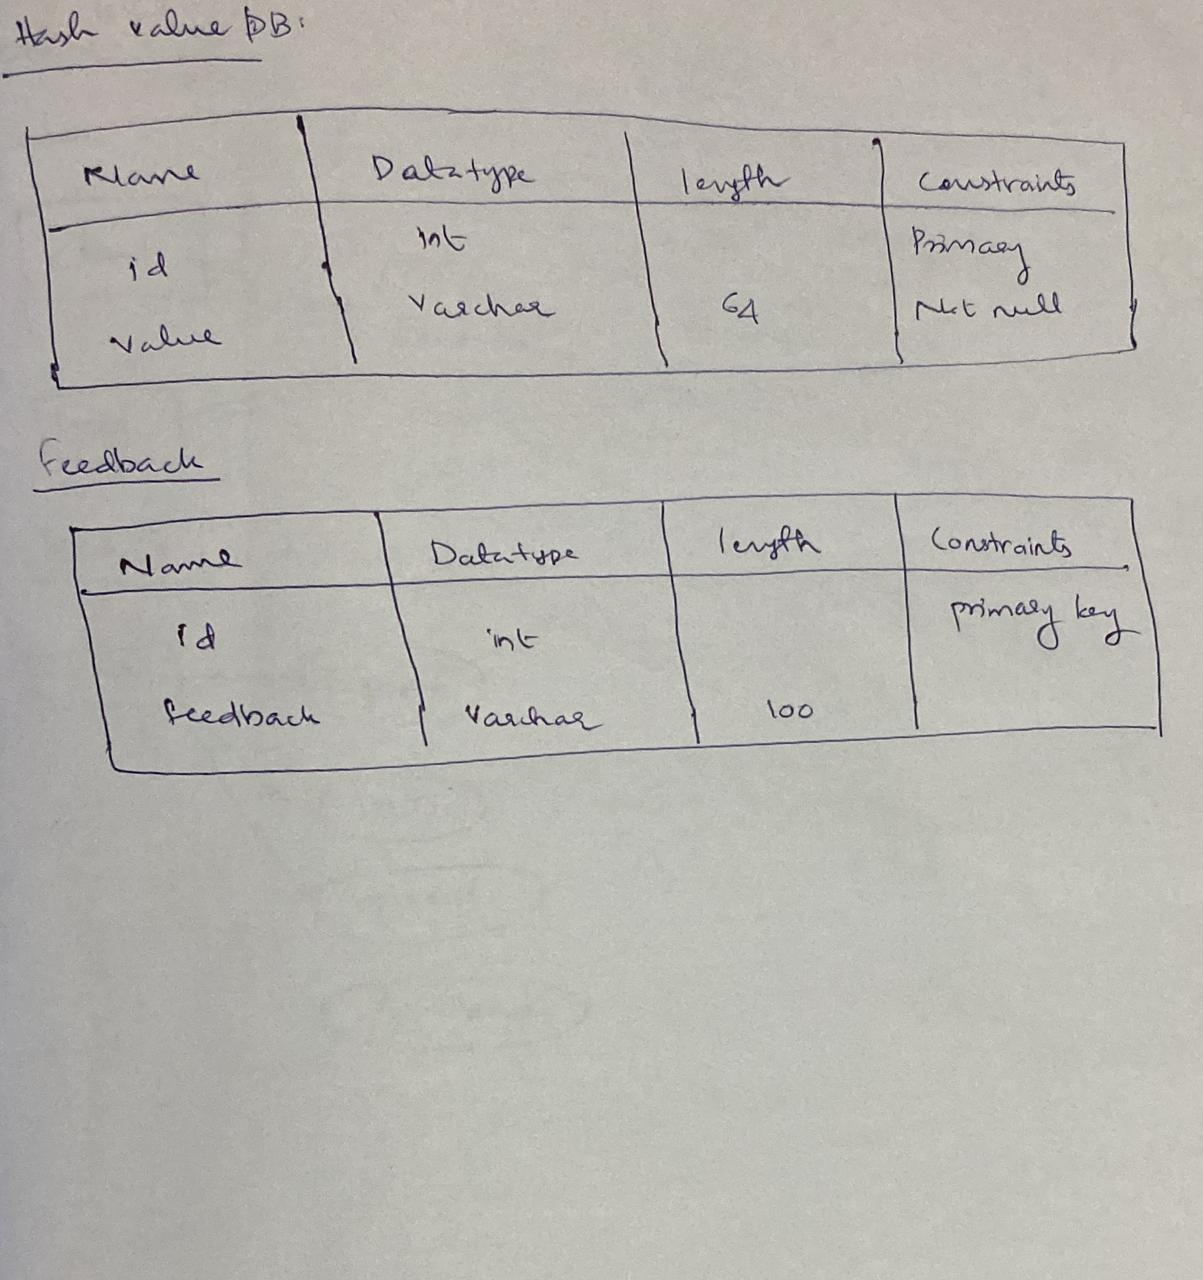 Hash value DB:
Name Datatype length Constraints
id int Primary
value Varchar 64 Not null
Feedback
Name Datatype length Constraints
id int primary key
feedback Varchar 100